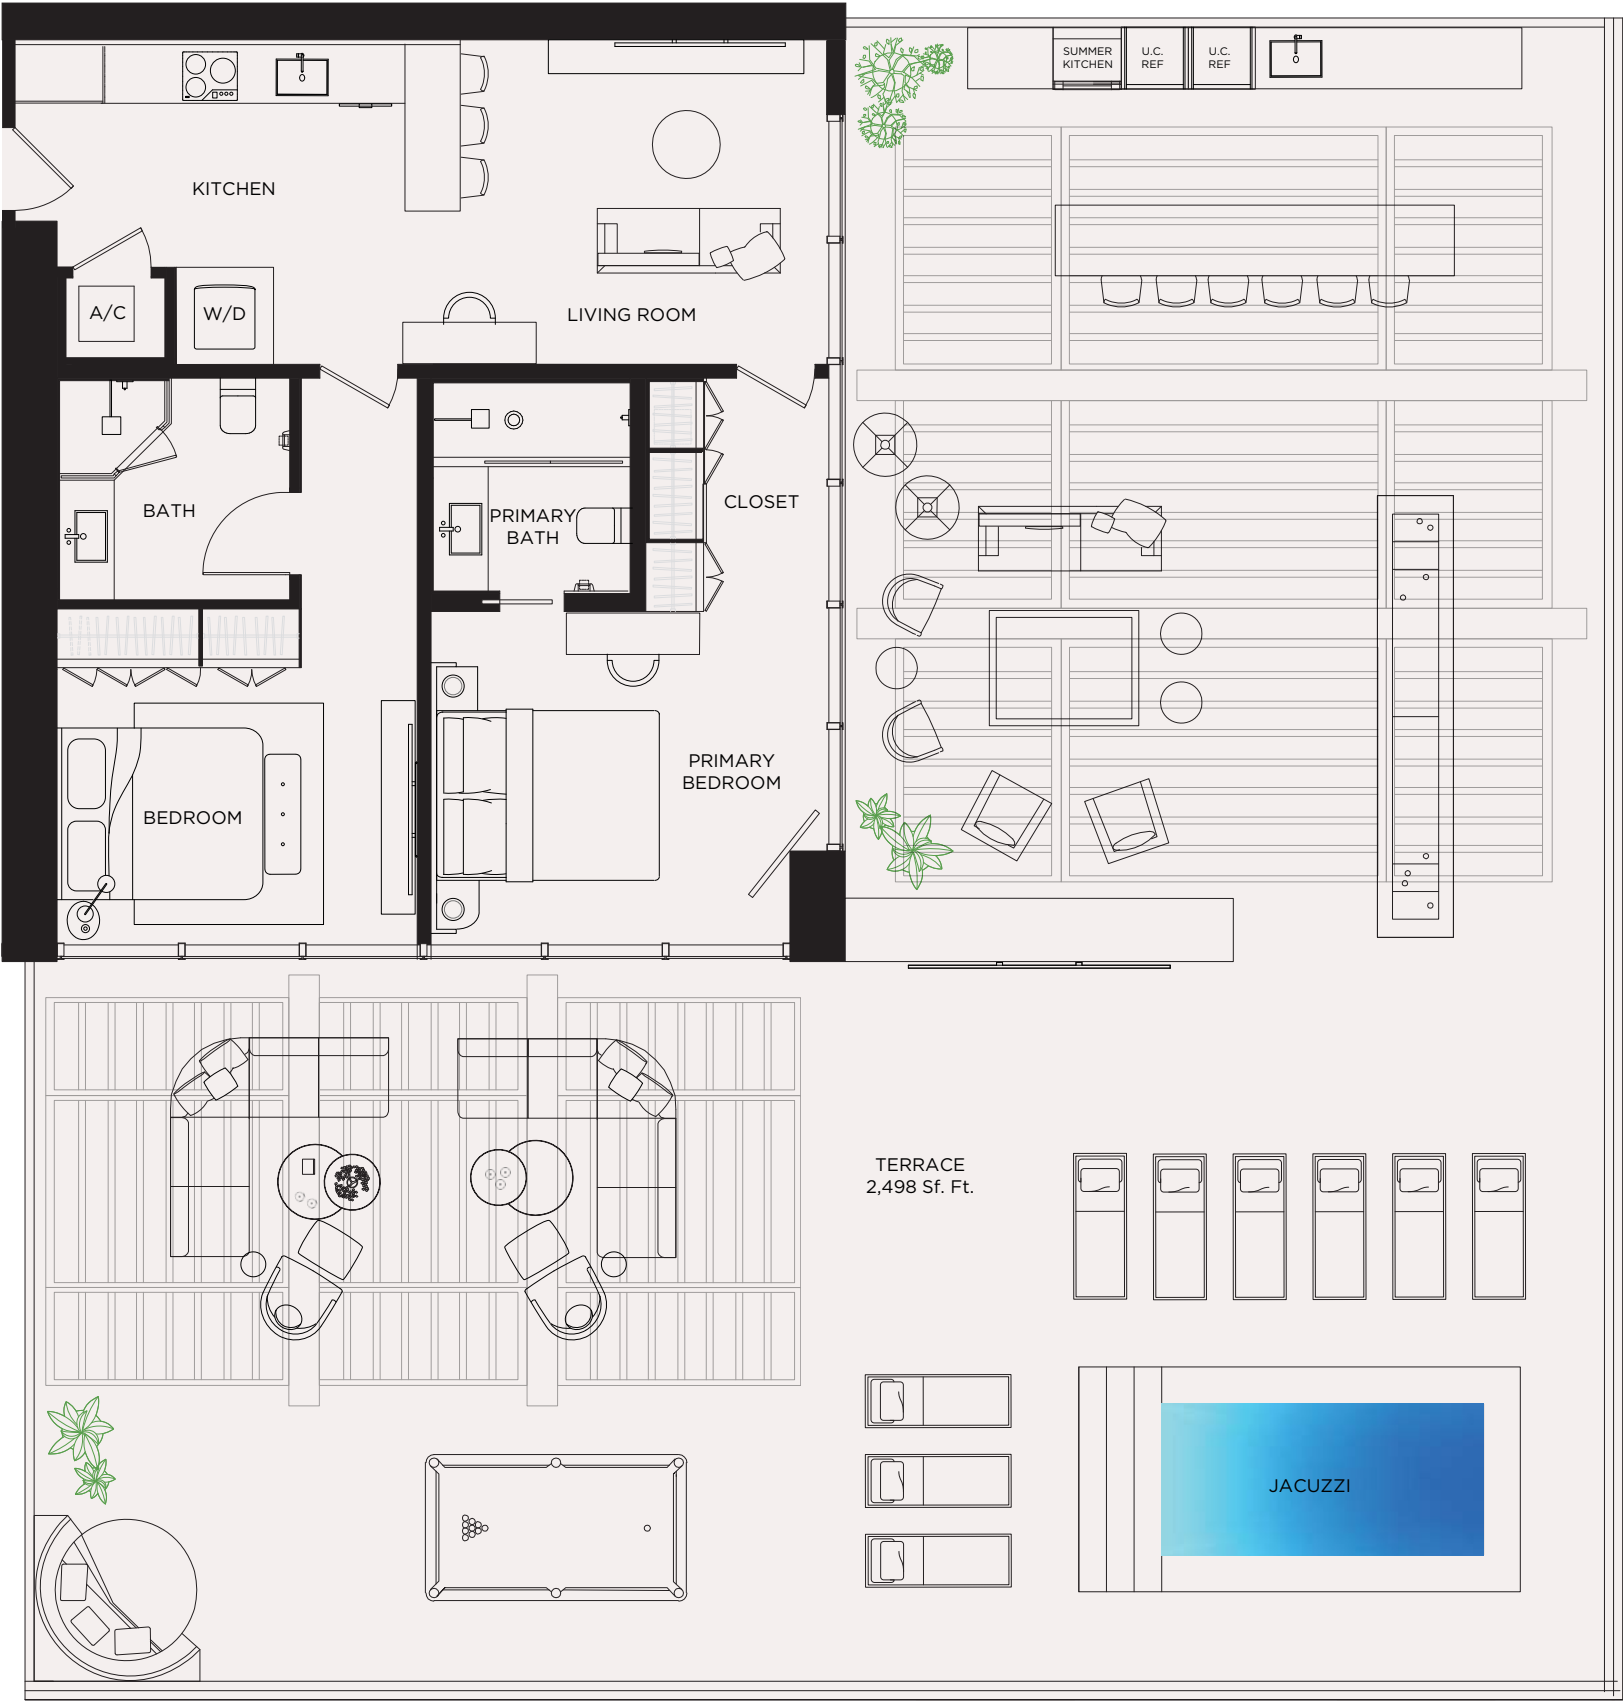 SUMMER
KITCHEN
U.C.
REF
U.C.
REF
KITCHEN
A/C
W/D
LIVING ROOM
BATH
PRIMARY
BATH
CLOSET
PRIMARY
BEDROOM
BEDROOM
TERRACE
2,498 Sf. Ft.
JACUZZI